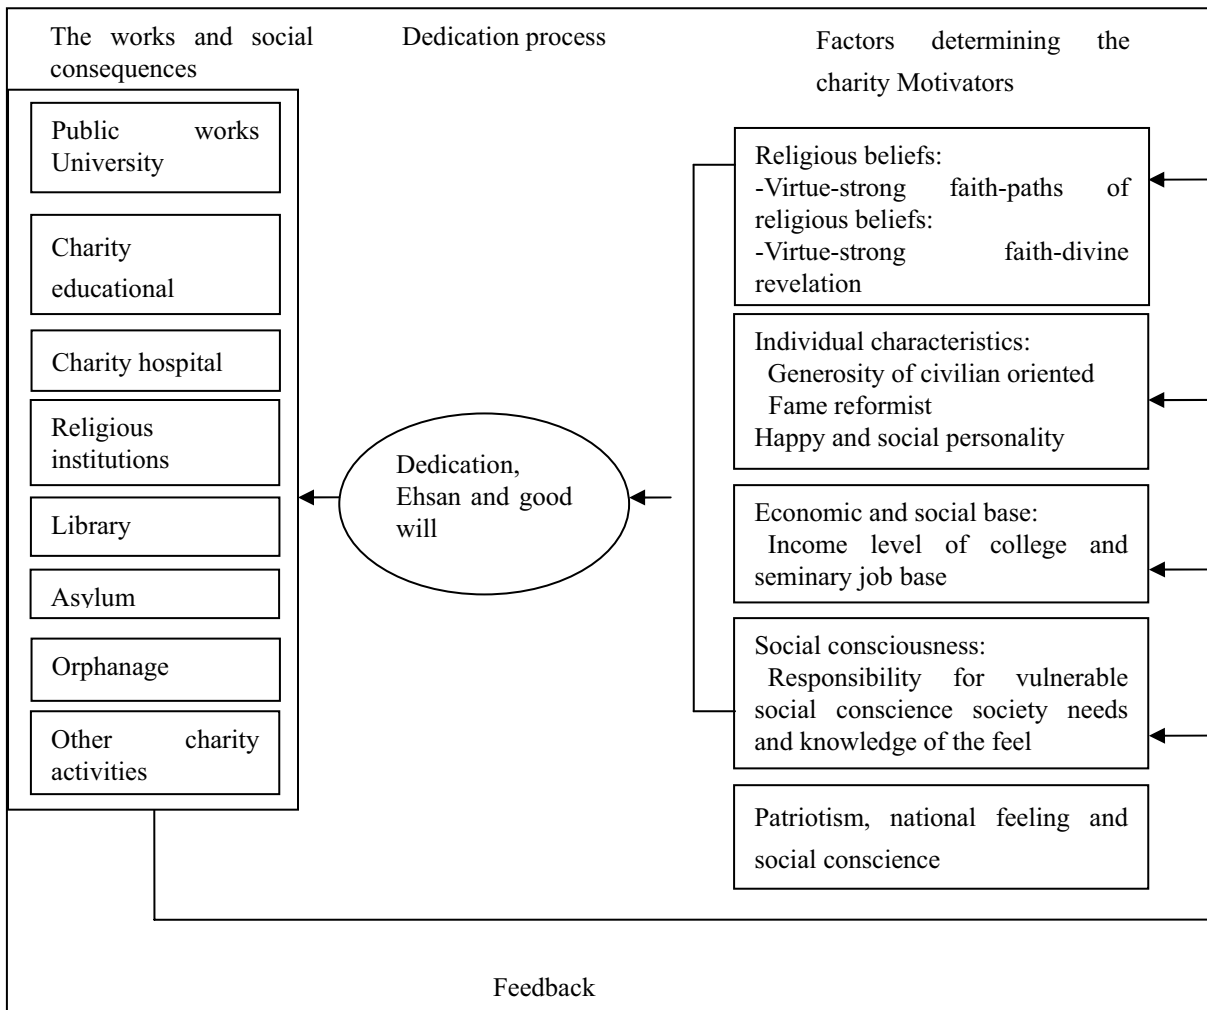 The works and social
consequences
Dedication process
Factors determining the
charity Motivators
Public works
University
Charity
educational
Charity hospital
Religious
institutions
Library
Asylum
Orphanage
Other charity
activities
Dedication,
Ehsan and good
will
Religious beliefs:
-Virtue-strong faith-paths of
religious beliefs:
-Virtue-strong faith-divine
revelation
Individual characteristics:
Generosity of civilian oriented
Fame reformist
Happy and social personality
Economic and social base:
Income level of college and
seminary job base
Social consciousness:
Responsibility for vulnerable
social conscience society needs
and knowledge of the feel
Patriotism, national feeling and
social conscience
Feedback